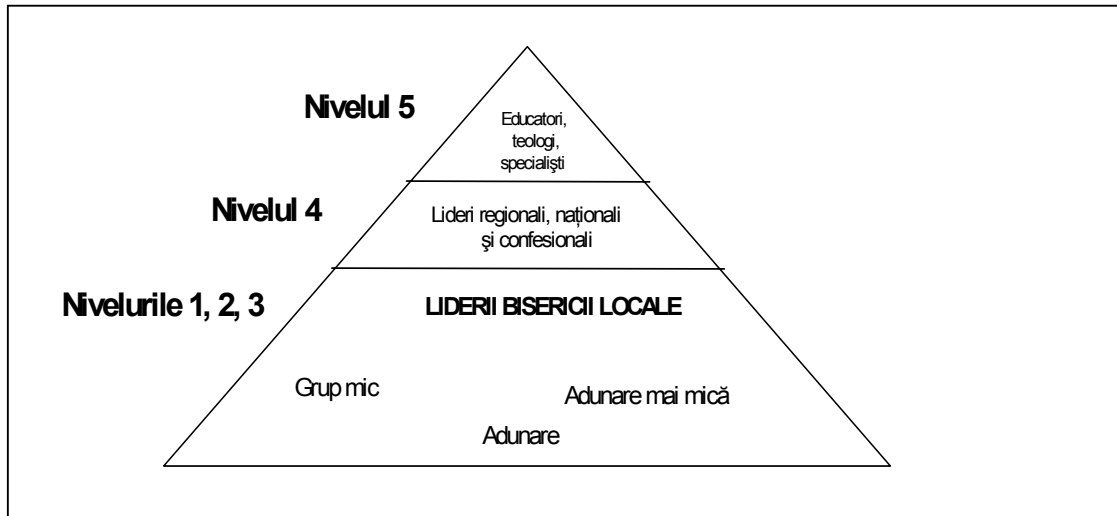 Nivelul 5
Educatori,
teologi,
specialişti
Nivelul 4
Lideri regionali, naționali
şi confesionali
Nivelurile 1, 2, 3
LIDERII BISERICII LOCALE
Grup mic
Adunare mai mică
Adunare